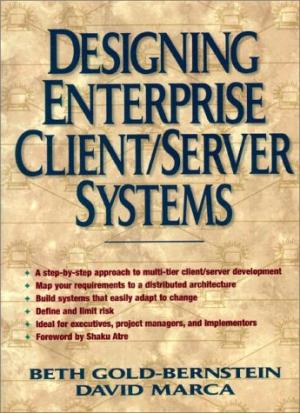 DESIGNING
ENTERPRISE
CLIENT/SERVER
SYSTEMS
A step-by-step approach to multi-tier client/server development
Map your requirements to a distributed architecture
Build systems that easily adapt to change
Define and limit risk
Ideal for executives, project managers, and implementors
Foreword by Shaku Atre
BETH GOLD-BERNSTEIN
DAVID MARCA